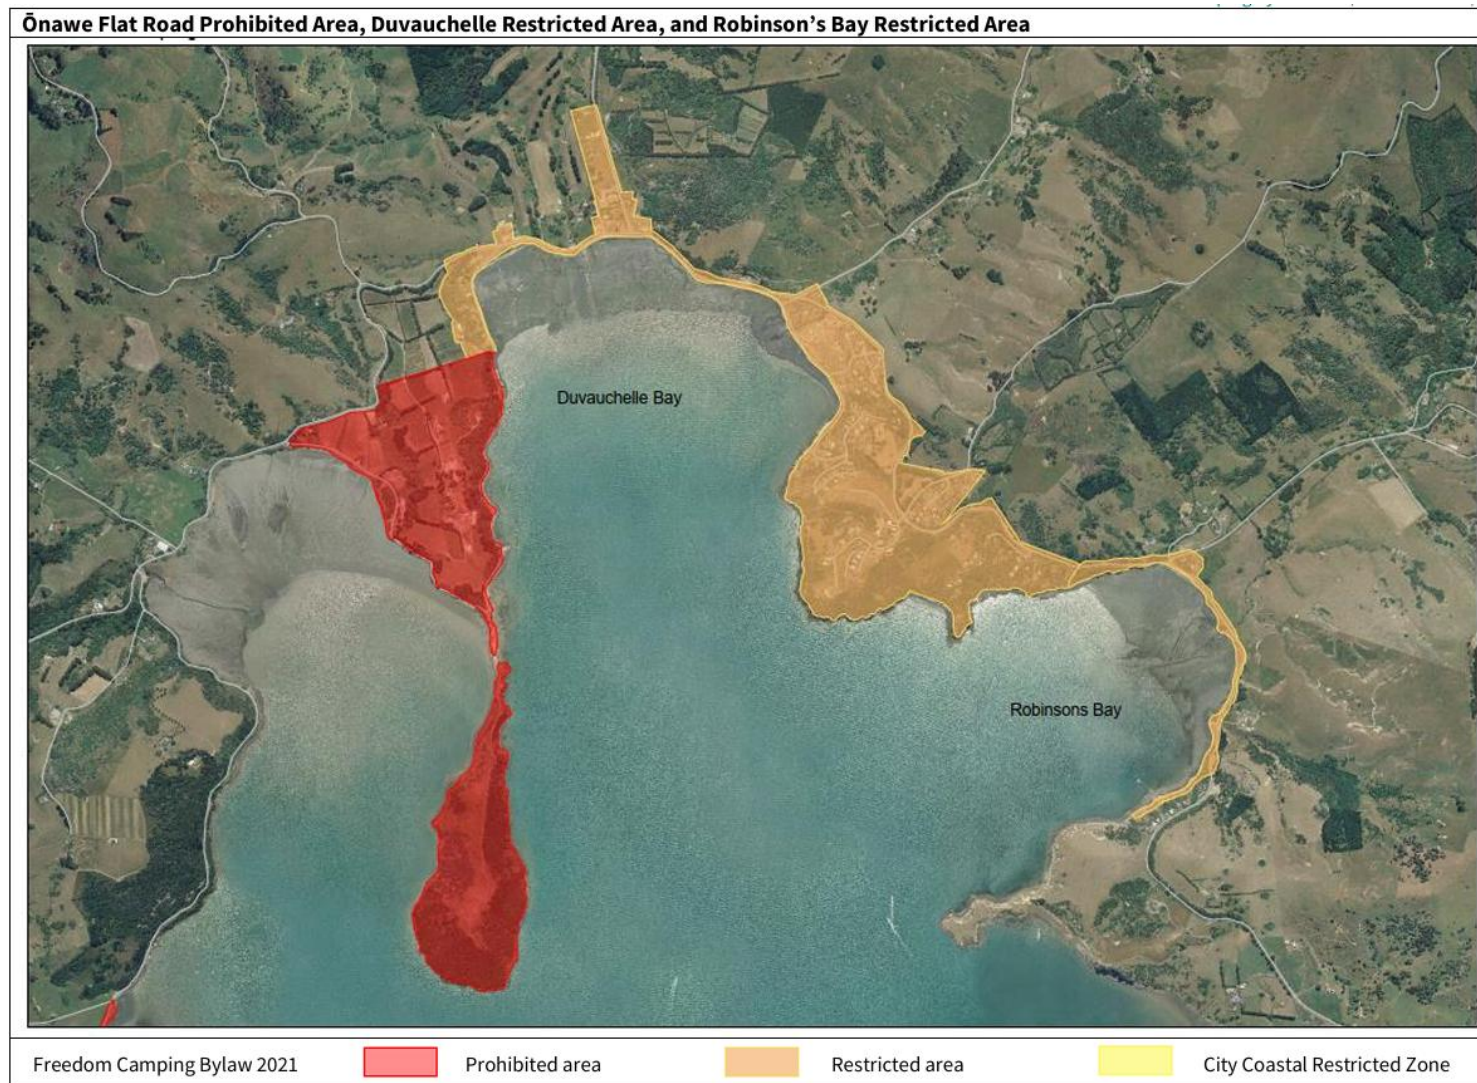 Ōnawe Flat Road Prohibited Area, Duvauchelle Restricted Area, and Robinson’s Bay Restricted Area
Duvauchelle Bay
Robinsons Bay
Freedom Camping Bylaw 2021 Prohibited area Restricted area City Coastal Restricted Zone